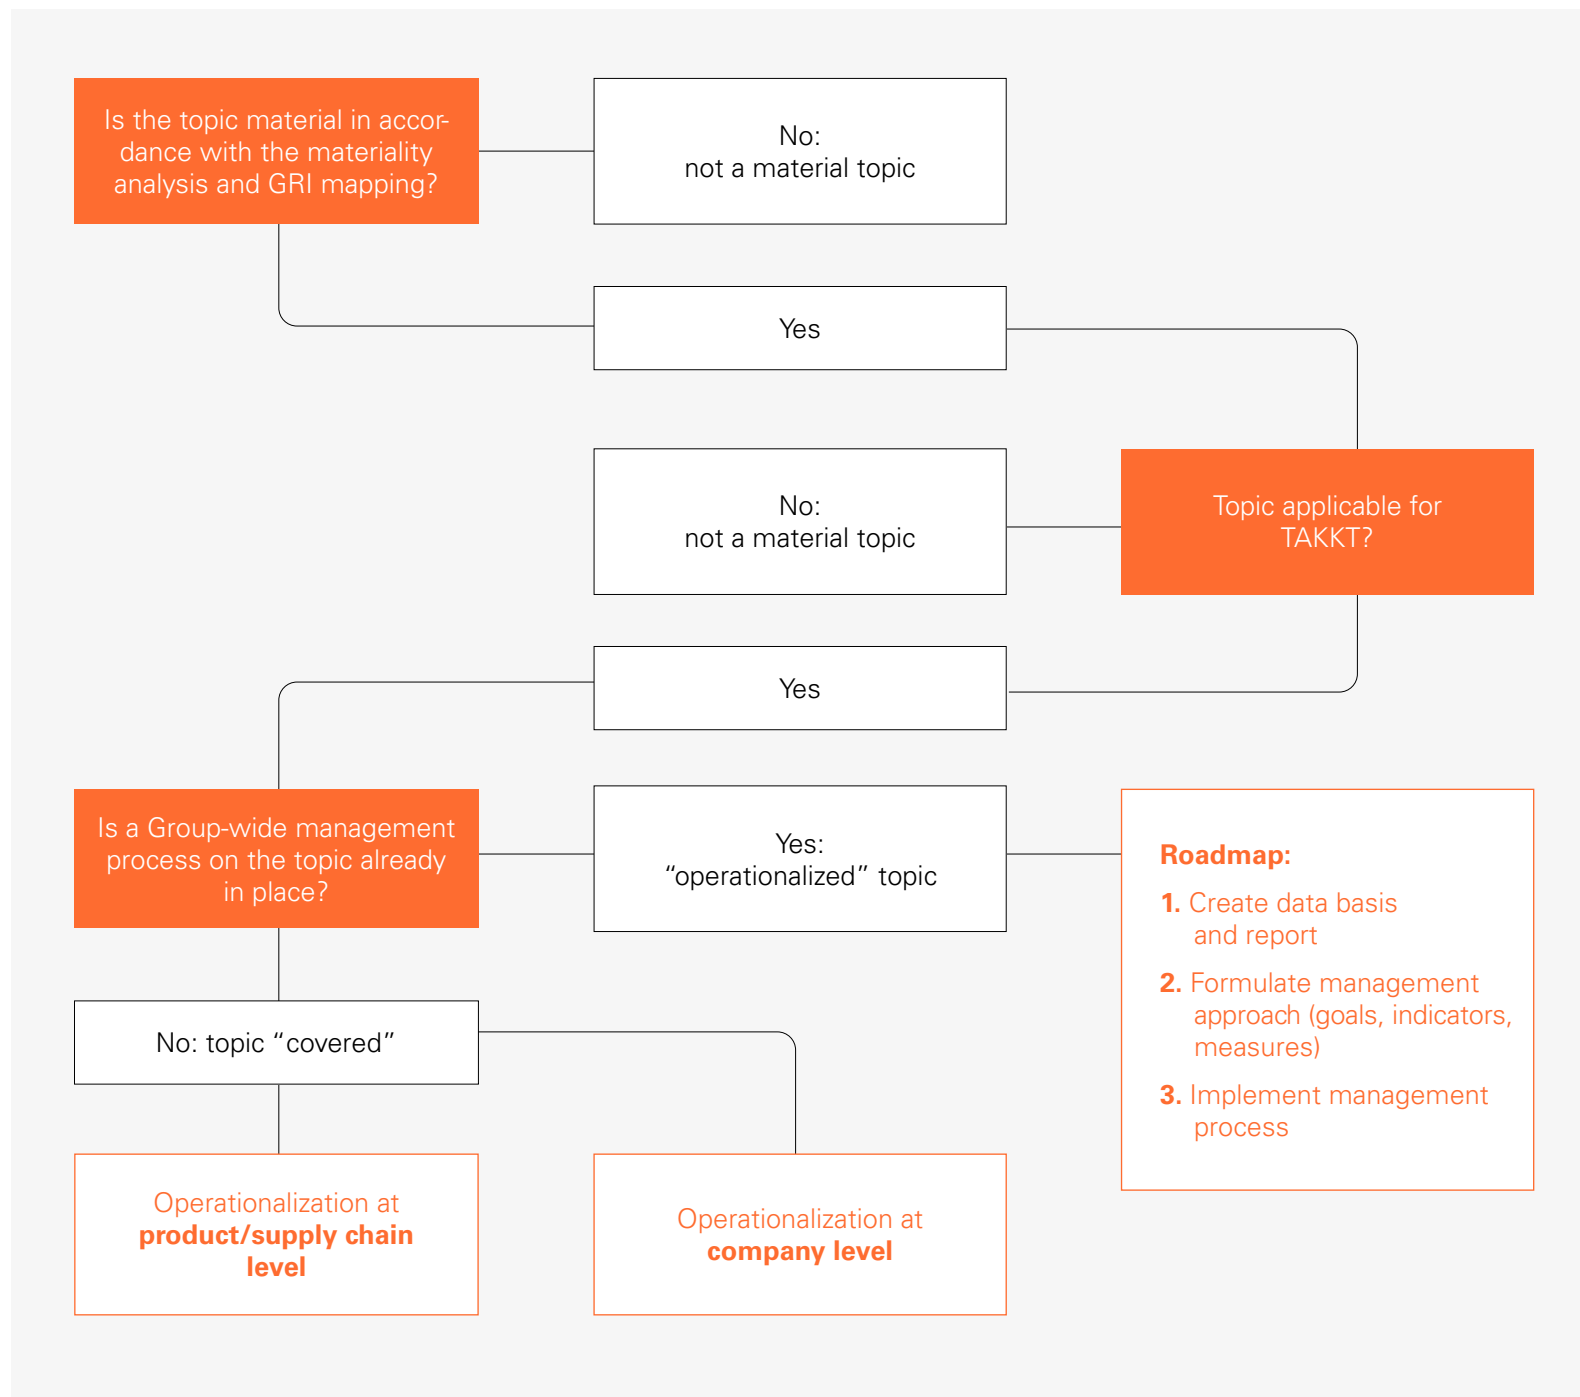 Is the topic material in accor-
dance with the materiality
analysis and GRI mapping?
No:
not a material topic
Yes
No:
not a material topic
Topic applicable for
TAKKT?
Yes
Is a Group-wide management
process on the topic already
in place?
Yes:
“operationalized” topic
Roadmap:
1. Create data basis
and report
2. Formulate management
approach (goals, indicators,
measures)
3. Implement management
process
No: topic “covered”
Operationalization at
product/supply chain
level
Operationalization at
company level